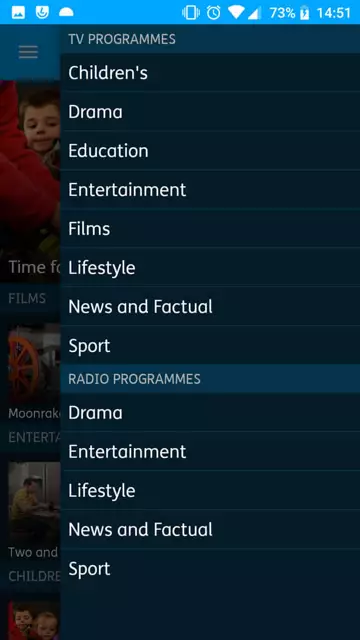 73% 14:51
TV PROGRAMMES
Children's
Drama
Education
Entertainment
Films
Lifestyle
News and Factual
Sport
RADIO PROGRAMMES
Drama
Entertainment
Lifestyle
News and Factual
Sport
Time fo
FILMS
Moonrak
ENTERTA
Two and
CHILDRE